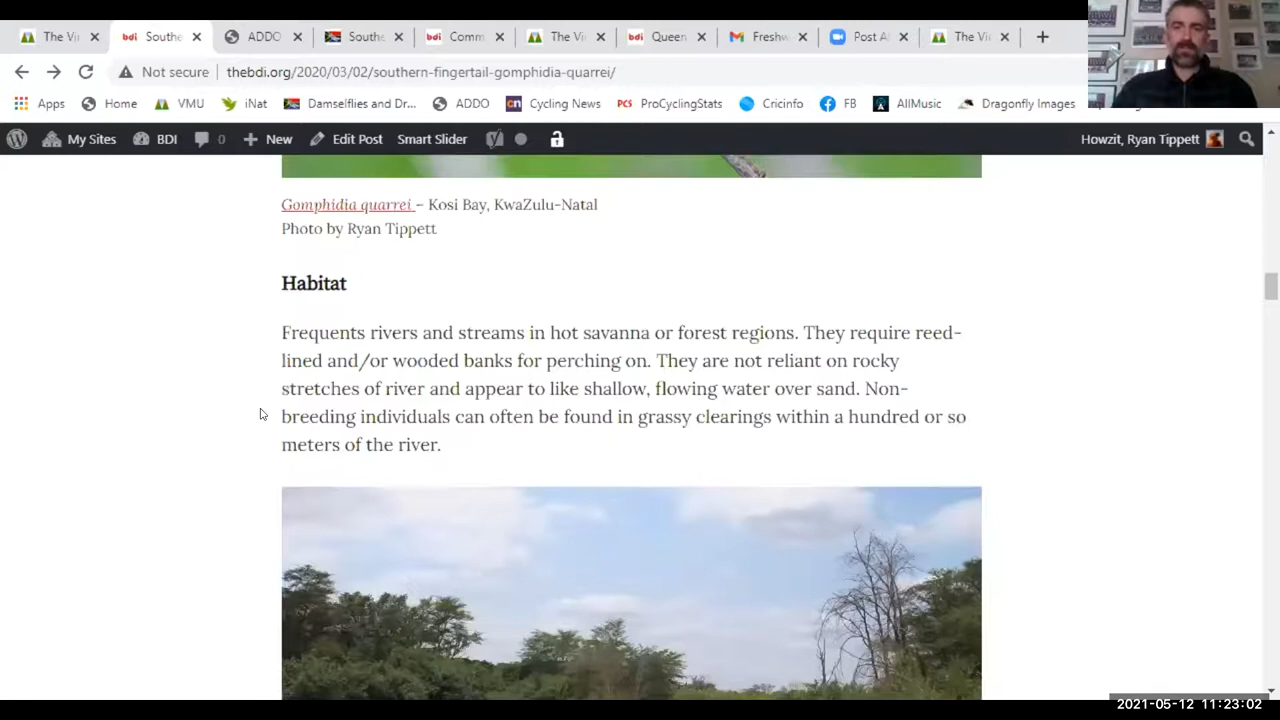 The Vi
bdi Southe
ADDO
Southe
bdi Comm
The Vi
bdi Queen
Freshw
Post A
The Vi
Not secure
thebdi.org/2020/03/02/southern-fingertail-gomphidia-quarrei/
Apps
Home
VMU
iNat
Damselflies and Dr...
ADDO
cn Cycling News
PCS ProCyclingStats
Cricinfo
FB
AllMusic
Dragonfly Images
My Sites
BDI
0
New
Edit Post
Smart Slider
Howzit, Ryan Tippett
Gomphidia quarrei – Kosi Bay, KwaZulu-Natal
Photo by Ryan Tippett
Habitat
Frequents rivers and streams in hot savanna or forest regions. They require reed-
lined and/or wooded banks for perching on. They are not reliant on rocky
stretches of river and appear to like shallow, flowing water over sand. Non-
breeding individuals can often be found in grassy clearings within a hundred or so
meters of the river.
2021-05-12 11:23:02